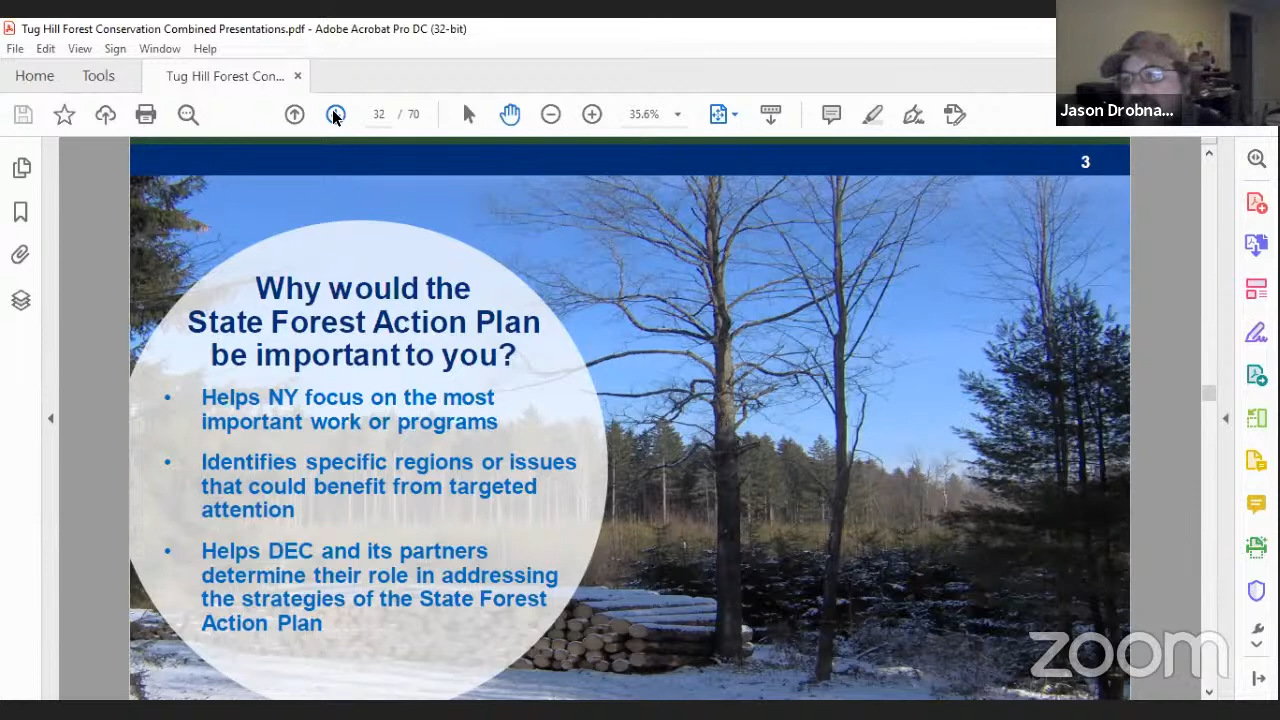 Tug Hill Forest Conservation Combined Presentations.pdf - Adobe Acrobat Pro DC (32-bit)
File Edit View Sign Window Help
Home Tools Tug Hill Forest Con... ×
32 / 70 35.6%
Jason Drobna...
3
Why would the
State Forest Action Plan
be important to you?
• Helps NY focus on the most
important work or programs
• Identifies specific regions or issues
that could benefit from targeted
attention
• Helps DEC and its partners
determine their role in addressing
the strategies of the State Forest
Action Plan
zoom